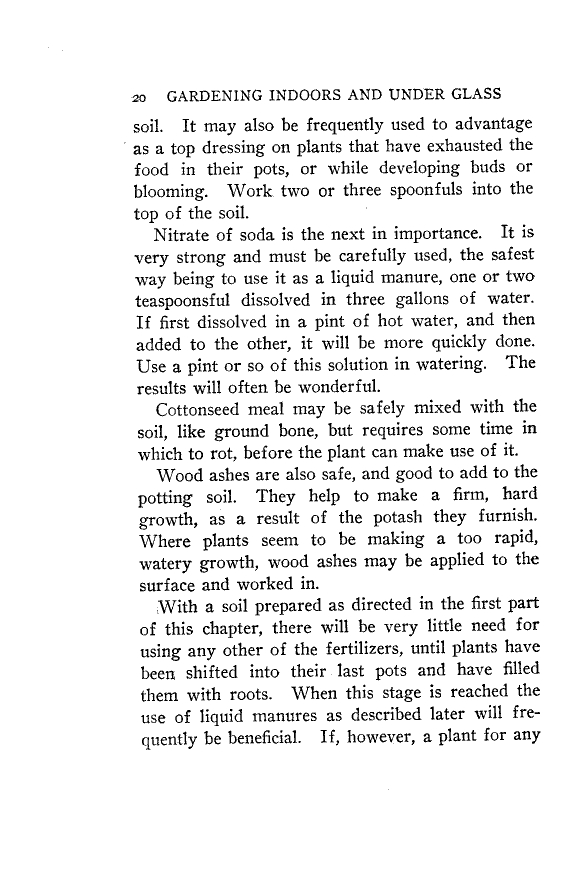 20 GARDENING INDOORS AND UNDER GLASS
soil. It may also be frequently used to advantage
as a top dressing on plants that have exhausted the
food in their pots, or while developing buds or
blooming. Work two or three spoonfuls into the
top of the soil.
Nitrate of soda is the next in importance. It is
very strong and must be carefully used, the safest
way being to use it as a liquid manure, one or two
teaspoonsful dissolved in three gallons of water.
If first dissolved in a pint of hot water, and then
added to the other, it will be more quickly done.
Use a pint or so of this solution in watering. The
results will often be wonderful.
Cottonseed meal may be safely mixed with the
soil, like ground bone, but requires some time in
which to rot, before the plant can make use of it.
Wood ashes are also safe, and good to add to the
potting soil. They help to make a firm, hard
growth, as a result of the potash they furnish.
Where plants seem to be making a too rapid,
watery growth, wood ashes may be applied to the
surface and worked in.
With a soil prepared as directed in the first part
of this chapter, there will be very little need for
using any other of the fertilizers, until plants have
been shifted into their last pots and have filled
them with roots. When this stage is reached the
use of liquid manures as described later will fre-
quently be beneficial. If, however, a plant for any